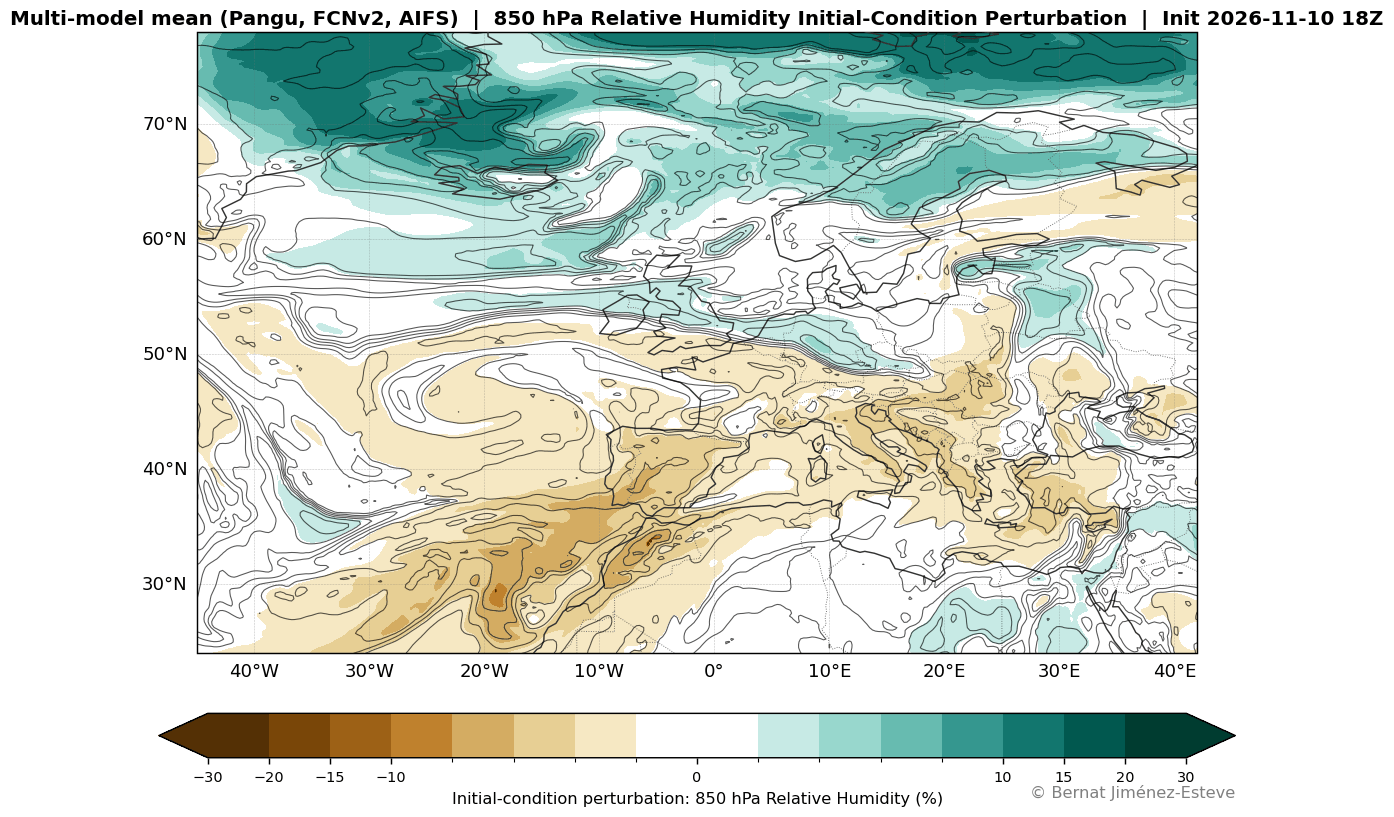 Multi-model mean (Pangu, FCNv2, AIFS) | 850 hPa Relative Humidity Initial-Condition Perturbation | Init 2026-11-10 18Z
70°N
60°N
50°N
40°N
30°N
40°W 30°W 20°W 10°W 0° 10°E 20°E 30°E 40°E
−30 −20 −15 −10 0 10 15 20 30
Initial-condition perturbation: 850 hPa Relative Humidity (%)
© Bernat Jiménez-Esteve